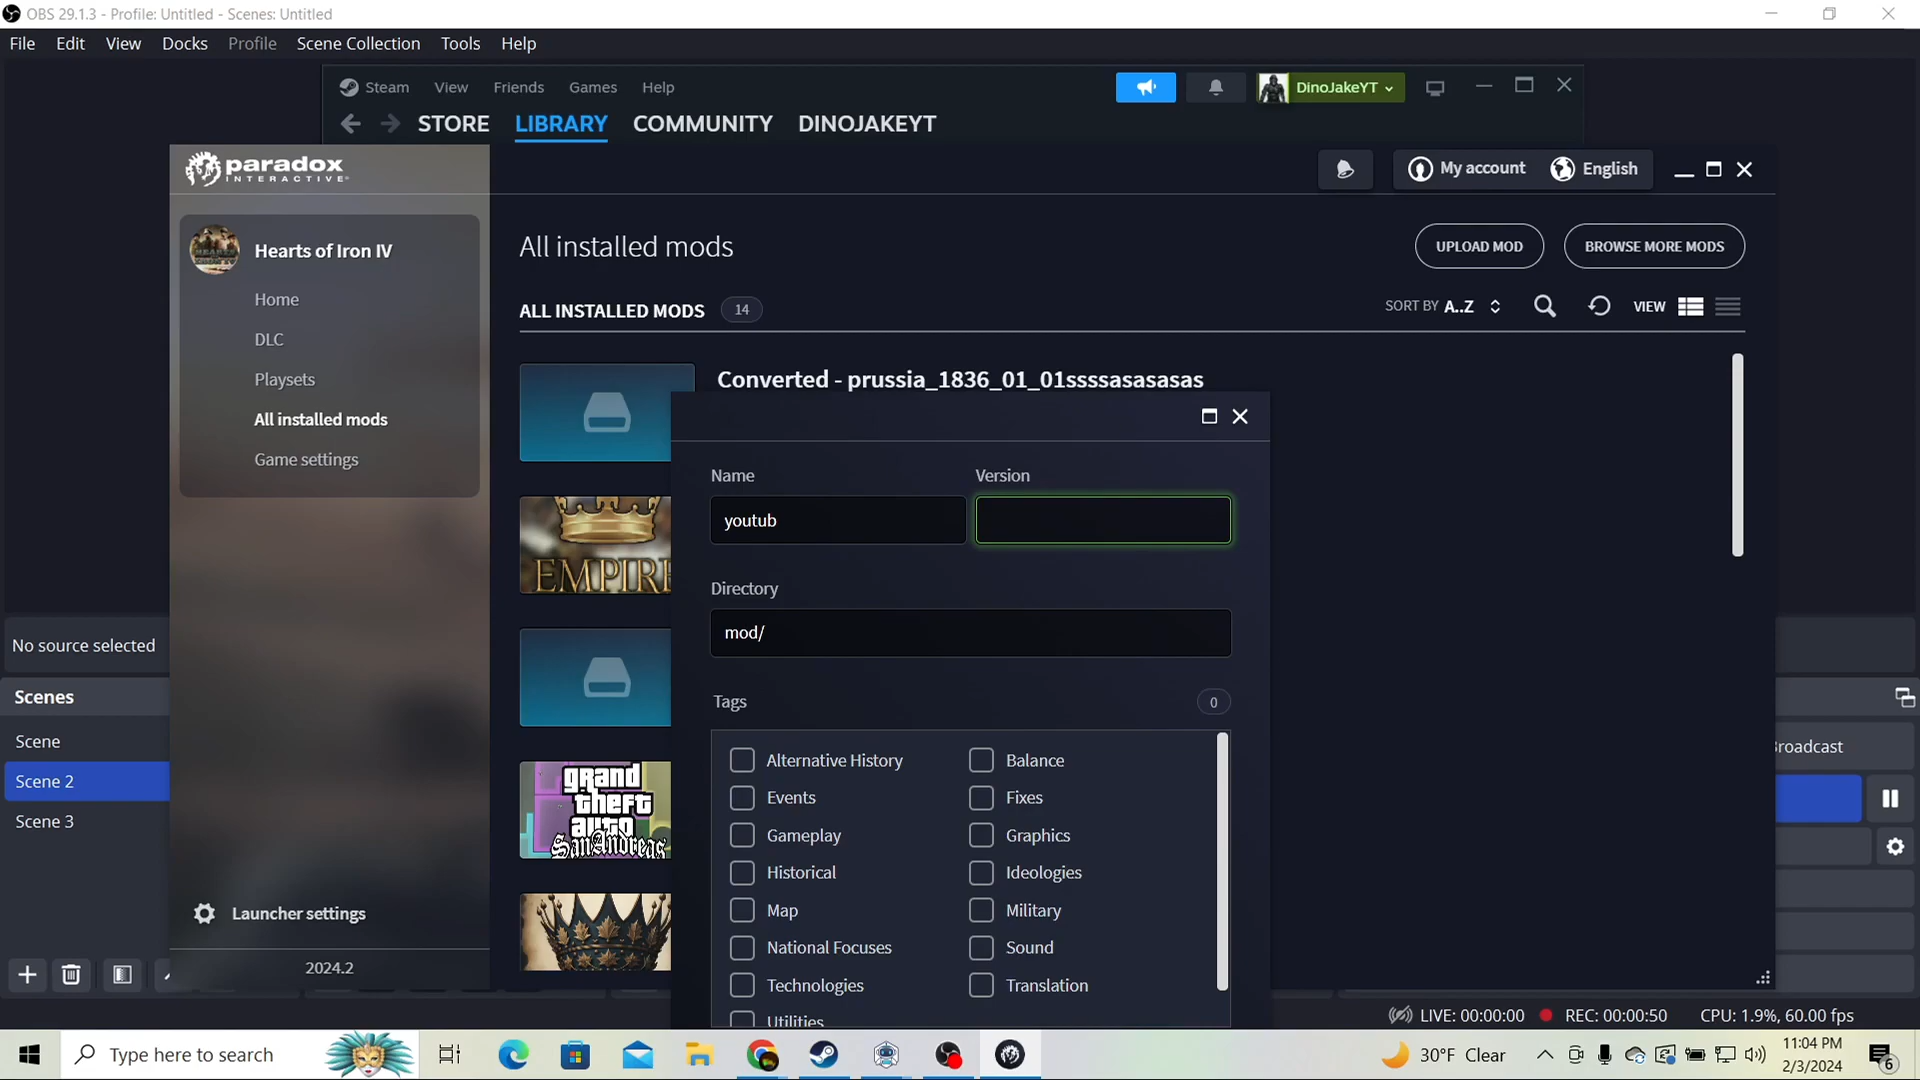 OBS 29.1.3 - Profile: Untitled - Scenes: Untitled
File Edit View Docks Profile Scene Collection Tools Help
Steam View Friends Games Help
DinoJakeYT
STORE LIBRARY COMMUNITY DINOJAKEYT
paradox
INTERACTIVE
My account English
Hearts of Iron IV
Home
DLC
Playsets
All installed mods
Game settings
Launcher settings
2024.2
All installed mods
UPLOAD MOD
BROWSE MORE MODS
ALL INSTALLED MODS 14
SORT BY A..Z
VIEW
Converted - prussia_1836_01_01ssssasasasas
EMPIRE
grand
theft
auto
San Andreas
Name
Version
youtub
Directory
mod/
Tags
0
Alternative History
Balance
Events
Fixes
Gameplay
Graphics
Historical
Ideologies
Map
Military
National Focuses
Sound
Technologies
Translation
Utilities
No source selected
Scenes
Scene
Scene 2
Scene 3
Broadcast
LIVE: 00:00:00
REC: 00:00:50
CPU: 1.9%, 60.00 fps
Type here to search
30°F Clear
11:04 PM
2/3/2024
6